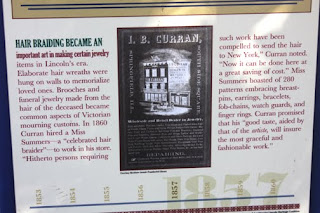 items in Lincoln's era.
HAIR BRAIDING BECAME AN
important art in making certain jewelry
Elaborate hair wreaths were
hung on walls to memorialize
loved ones. Brooches and
funeral jewelry made from the
hair of the deceased became
common aspects of Victorian
mourning customs. In 1860
Curran hired a Miss
Summers—a "celebrated hair
braider"—to work in his store.
"Hitherto persons requiring
J. B. CURRAN,
SPRINGFIELD, ILL.
such work have been
compelled to send the hair
to New York," Curran noted.
"Now it can be done here at
a great saving of cost." Miss
Summers boasted of 280
patterns embracing breast-
pins, earrings, bracelets,
fob-chains, watch guards, and
finger rings. Curran promised
that his "good taste, aided by
that of the artiste, will insure
the most graceful and
fashionable work."
1853
1854
1855
1856
1857
1857